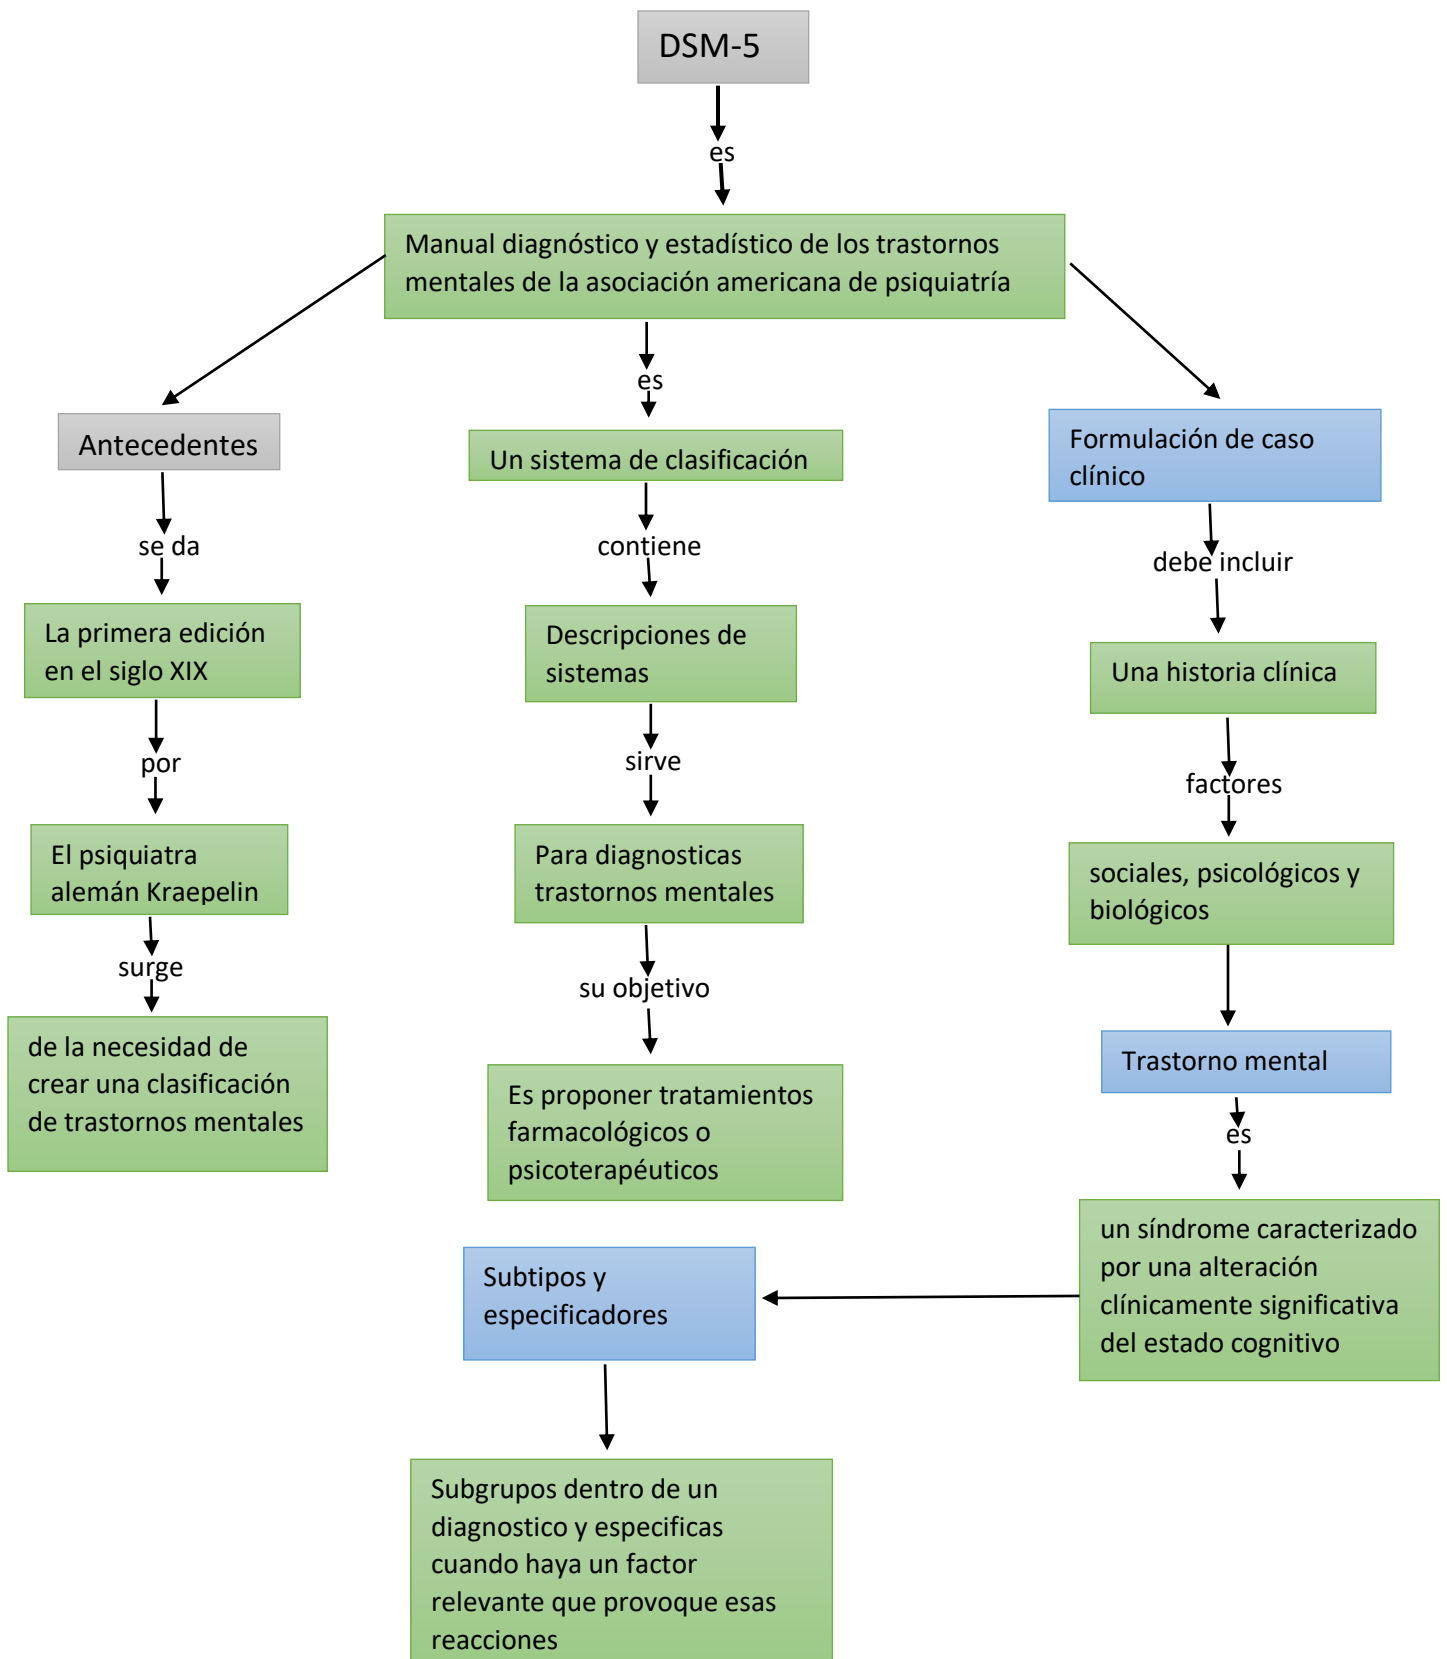 DSM-5
es
Manual diagnóstico y estadístico de los trastornos
mentales de la asociación americana de psiquiatría
Antecedentes
se da
La primera edición
en el siglo XIX
por
El psiquiatra
alemán Kraepelin
surge
de la necesidad de
crear una clasificación
de trastornos mentales
es
Un sistema de clasificación
contiene
Descripciones de
sistemas
sirve
Para diagnosticas
trastornos mentales
su objetivo
Es proponer tratamientos
farmacológicos o
psicoterapéuticos
Formulación de caso
clínico
debe incluir
Una historia clínica
factores
sociales, psicológicos y
biológicos
Trastorno mental
es
un síndrome caracterizado
por una alteración
clínicamente significativa
del estado cognitivo
Subtipos y
especificadores
Subgrupos dentro de un
diagnostico y especificas
cuando haya un factor
relevante que provoque esas
reacciones